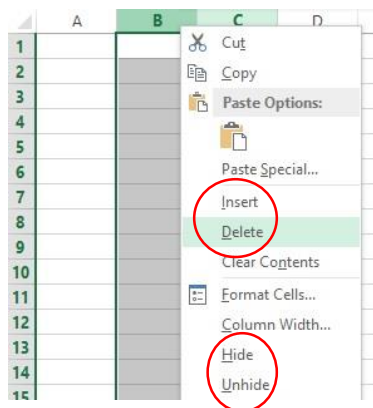 A B C D
1
Cut
2
Copy
3
Paste Options:
4
5
6
Paste Special...
7
Insert
8
Delete
9
Clear Contents
10
11
Format Cells...
12
Column Width...
13
Hide
14
Unhide
15